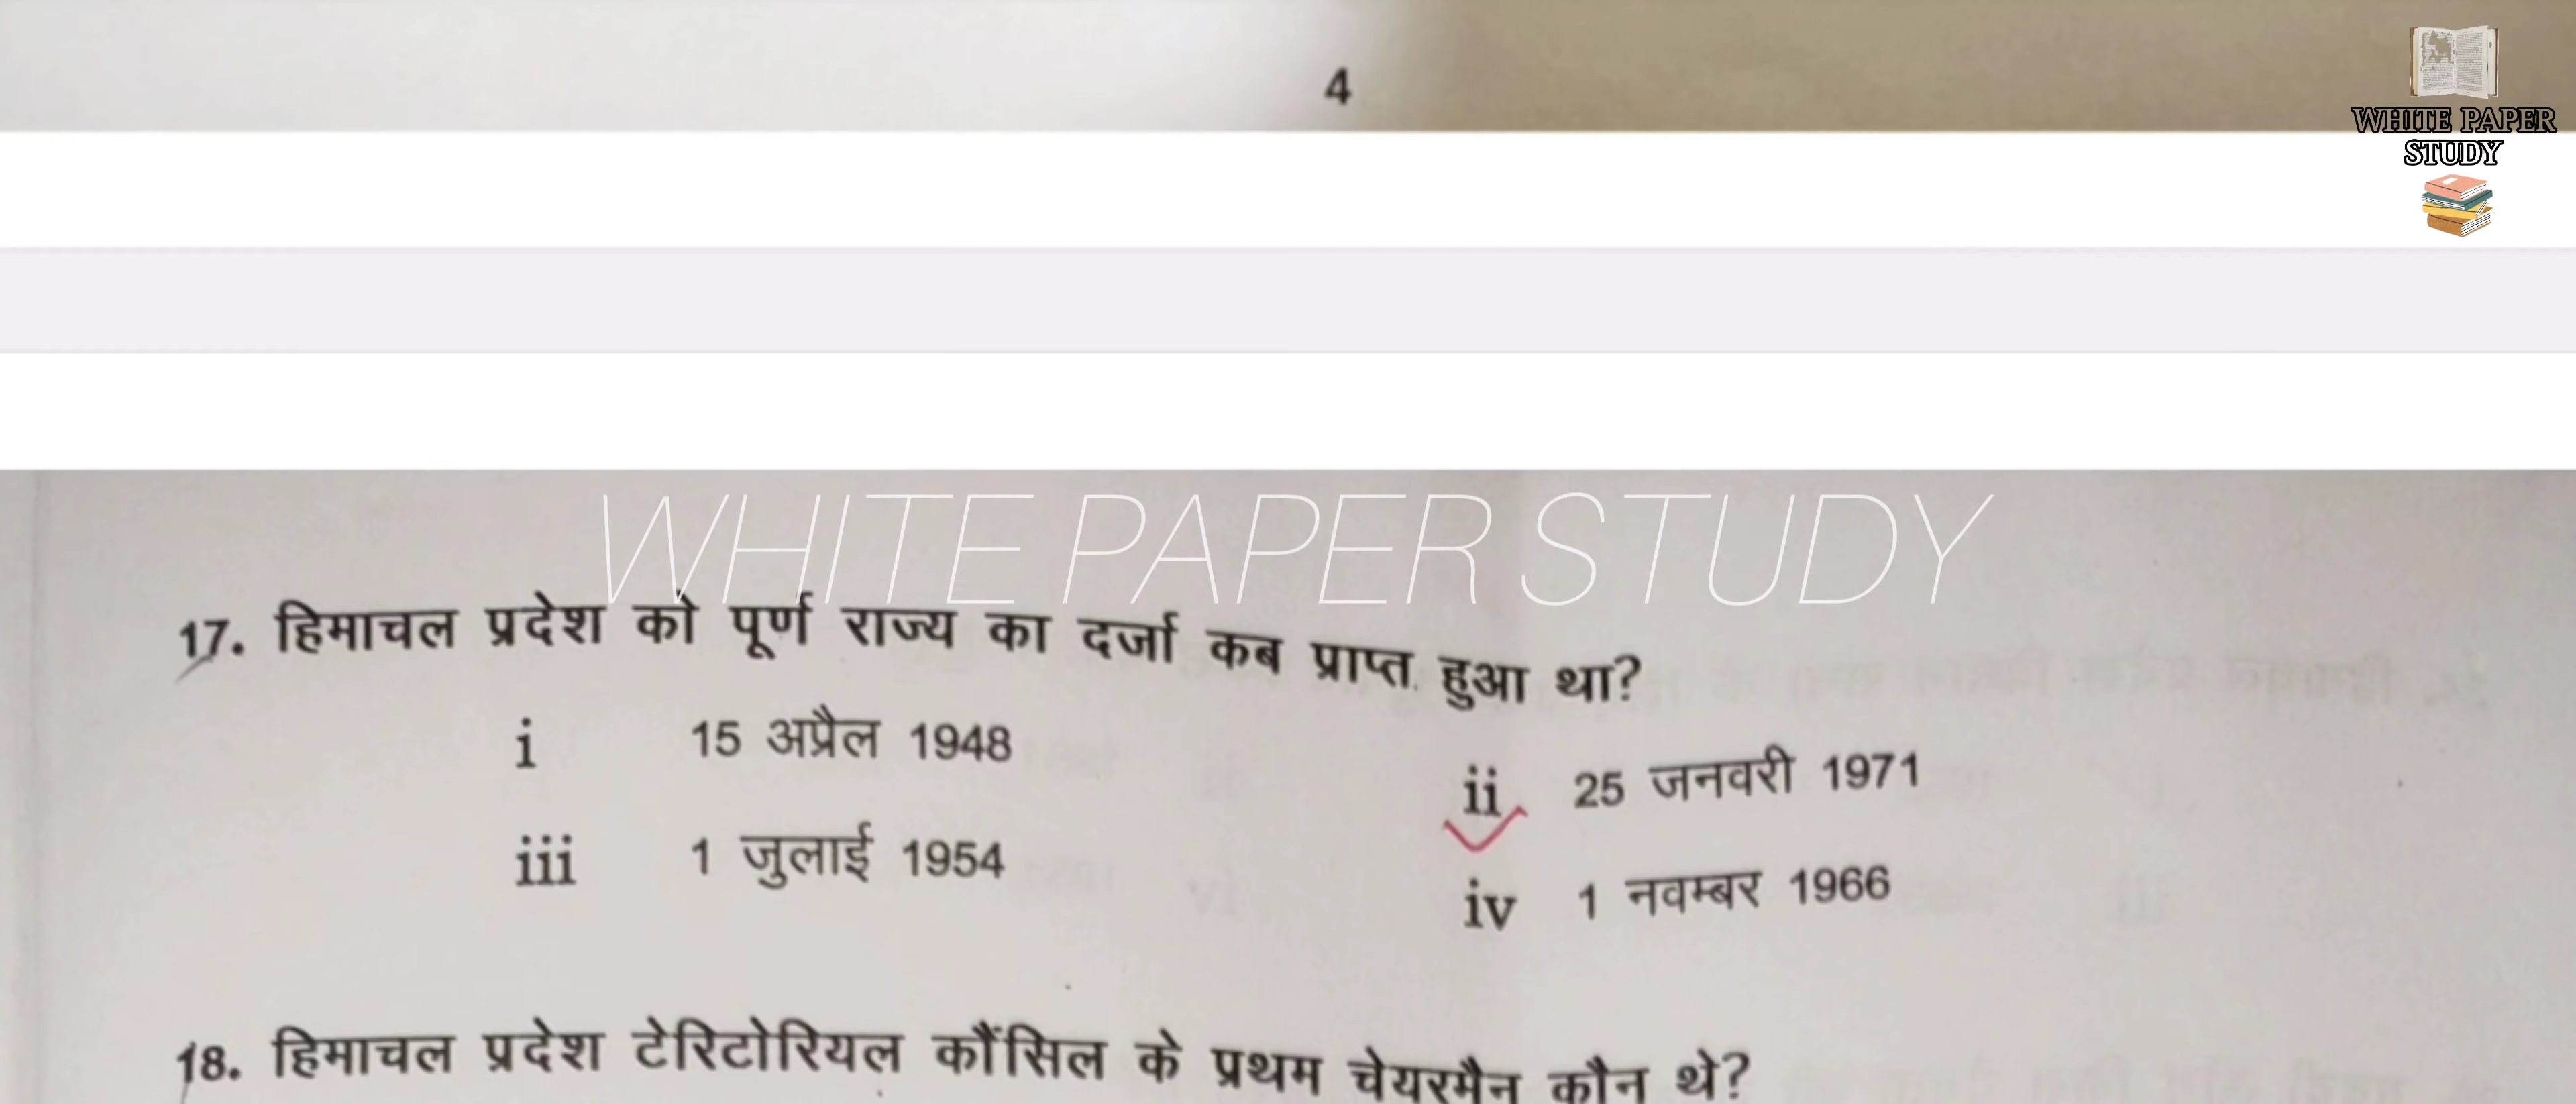 4
WHITE PAPER
STUDY
WHITE PAPER STUDY
17. हिमाचल प्रदेश को पूर्ण राज्य का दर्जा कब प्राप्त हुआ था?
i 15 अप्रैल 1948 ii 25 जनवरी 1971
iii 1 जुलाई 1954 iv 1 नवम्बर 1966
18. हिमाचल प्रदेश टेरिटोरियल कौंसिल के प्रथम चेयरमैन कौन थे?